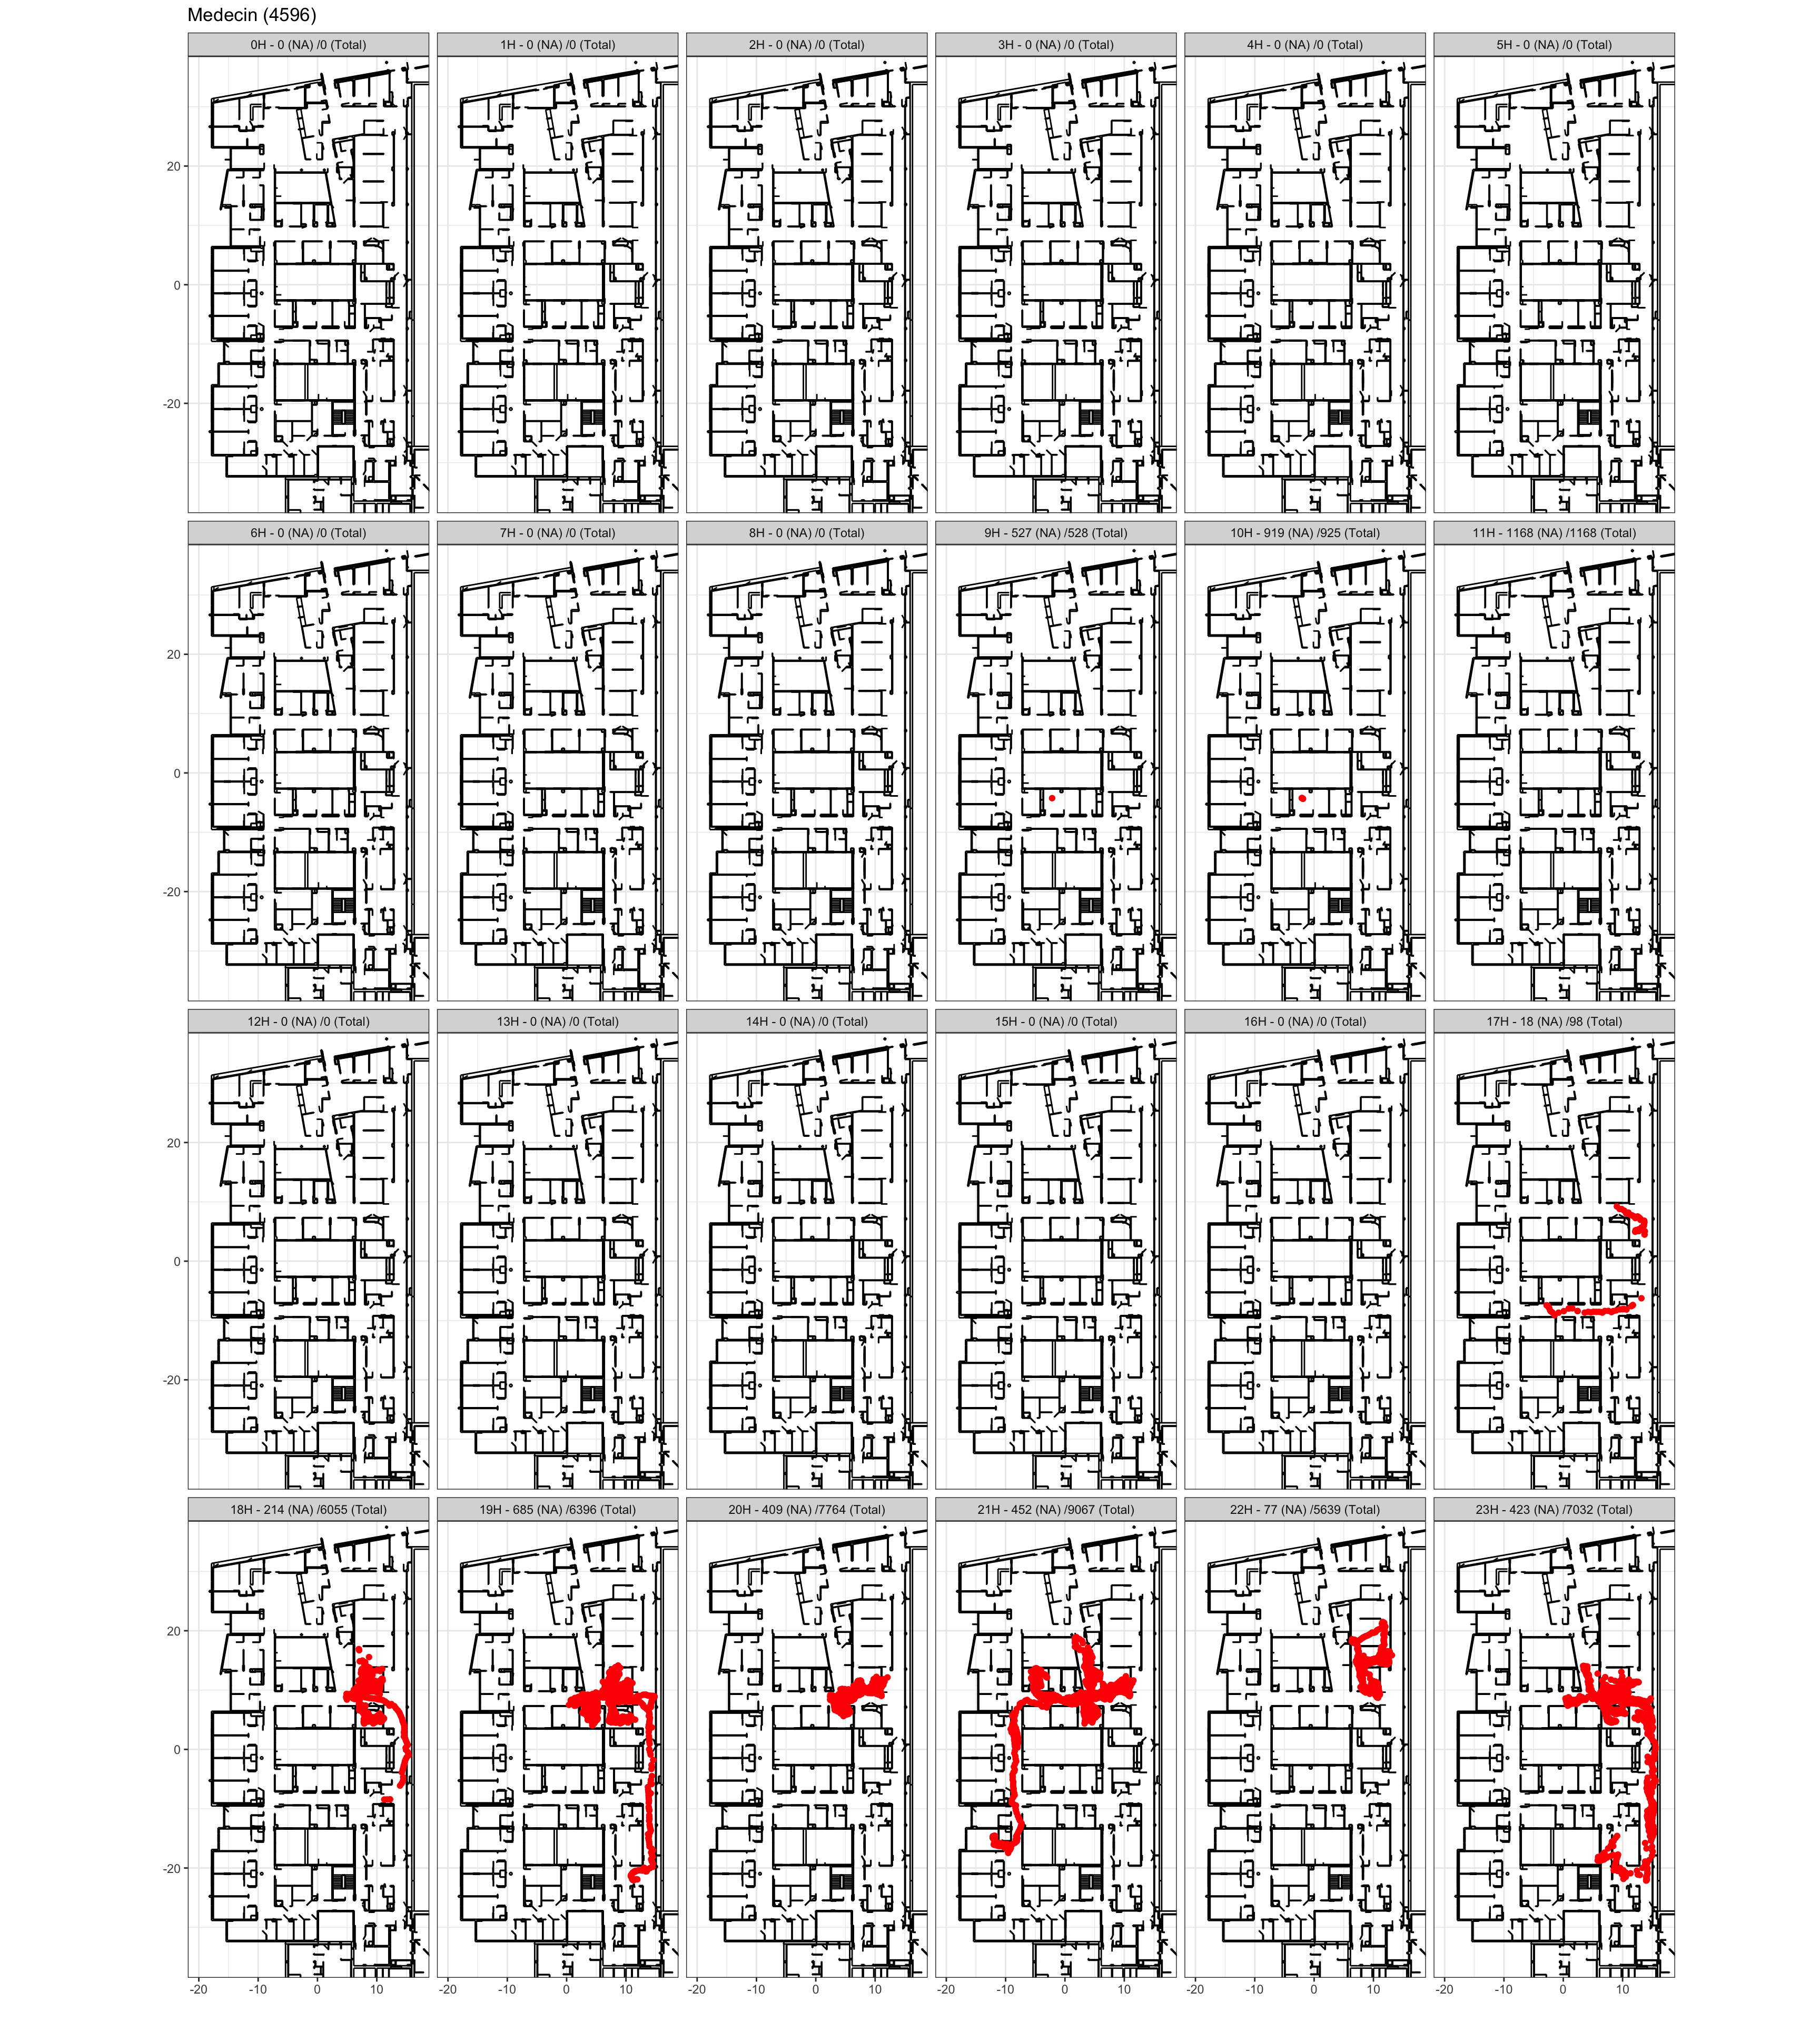 Medecin (4596)
0H - 0 (NA) /0 (Total) 1H - 0 (NA) /0 (Total) 2H - 0 (NA) /0 (Total) 3H - 0 (NA) /0 (Total) 4H - 0 (NA) /0 (Total) 5H - 0 (NA) /0 (Total)
20
0
-20
6H - 0 (NA) /0 (Total) 7H - 0 (NA) /0 (Total) 8H - 0 (NA) /0 (Total) 9H - 527 (NA) /528 (Total) 10H - 919 (NA) /925 (Total) 11H - 1168 (NA) /1168 (Total)
20
0
-20
12H - 0 (NA) /0 (Total) 13H - 0 (NA) /0 (Total) 14H - 0 (NA) /0 (Total) 15H - 0 (NA) /0 (Total) 16H - 0 (NA) /0 (Total) 17H - 18 (NA) /98 (Total)
20
0
-20
18H - 214 (NA) /6055 (Total) 19H - 685 (NA) /6396 (Total) 20H - 409 (NA) /7764 (Total) 21H - 452 (NA) /9067 (Total) 22H - 77 (NA) /5639 (Total) 23H - 423 (NA) /7032 (Total)
20
0
-20
-20 -10 0 10 -20 -10 0 10 -20 -10 0 10 -20 -10 0 10 -20 -10 0 10 -20 -10 0 10